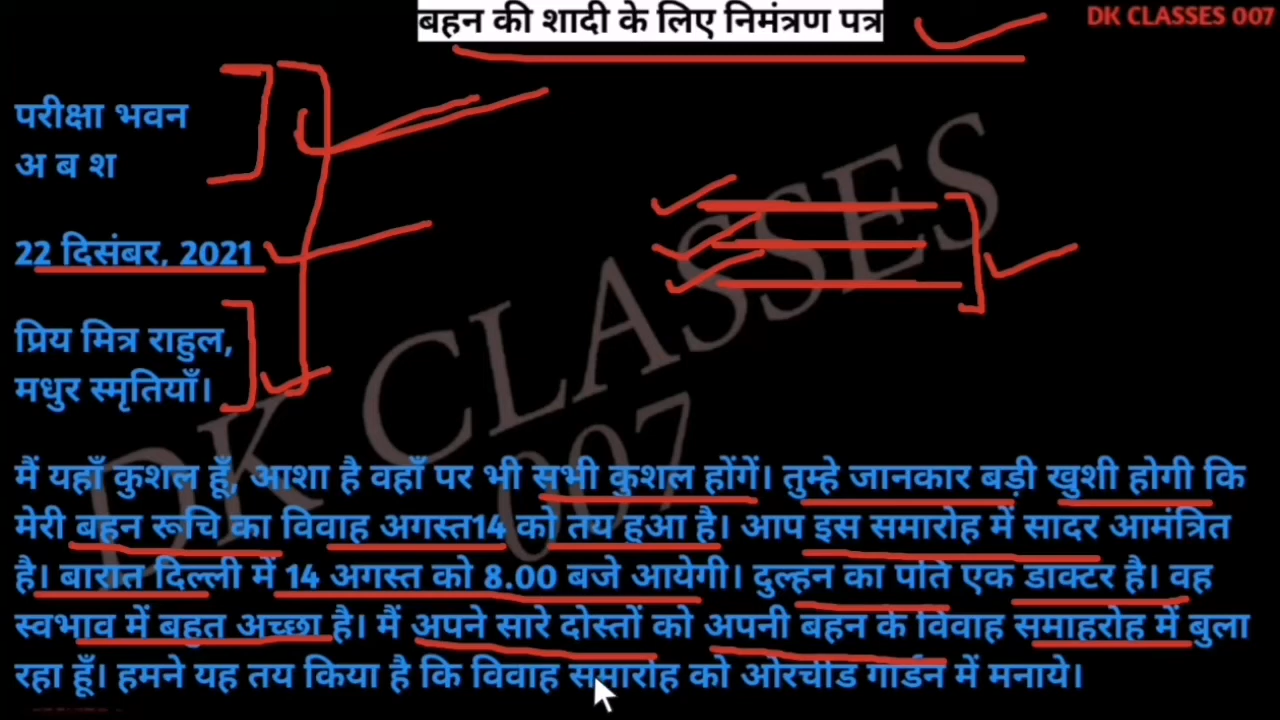 बहन की शादी के लिए निमंत्रण पत्र
DK CLASSES 007
परीक्षा भवन
अ ब श
22 दिसंबर, 2021
प्रिय मित्र राहुल,
मधुर स्मृतियाँ।
मैं यहाँ कुशल हूँ, आशा है वहाँ पर भी सभी कुशल होंगें। तुम्हे जानकार बड़ी खुशी होगी कि
मेरी बहन रूचि का विवाह अगस्त14 को तय हुआ है। आप इस समारोह में सादर आमंत्रित
है। बारात दिल्ली में 14 अगस्त को 8.00 बजे आयेगी। दुल्हन का पति एक डाक्टर है। वह
स्वभाव में बहुत अच्छा है। मैं अपने सारे दोस्तों को अपनी बहन के विवाह समाहरोह में बुला
रहा हूँ। हमने यह तय किया है कि विवाह समारोह को ओरचीड गार्डन में मनाये।
DK CLASSES
007